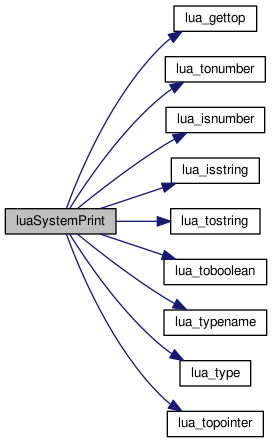 lua_gettop
lua_tonumber
lua_isnumber
lua_isstring
luaSystemPrint
lua_tostring
lua_toboolean
lua_typename
lua_type
lua_topointer